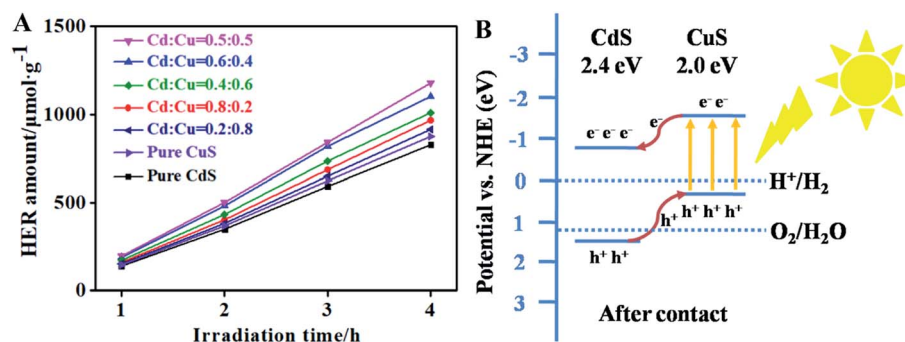 A
HER amount/μmol·g⁻¹
1500
1000
500
0
Cd:Cu=0.5:0.5
Cd:Cu=0.6:0.4
Cd:Cu=0.4:0.6
Cd:Cu=0.8:0.2
Cd:Cu=0.2:0.8
Pure CuS
Pure CdS
1 2 3 4
Irradiation time/h
B
Potential vs. NHE (eV)
-3
-2
-1
0
1
2
3
CdS CuS
2.4 eV 2.0 eV
e⁻ e⁻
e⁻
e⁻ e⁻ e⁻
H⁺/H₂
h⁺ h⁺ h⁺
h⁺
O₂/H₂O
h⁺ h⁺
After contact